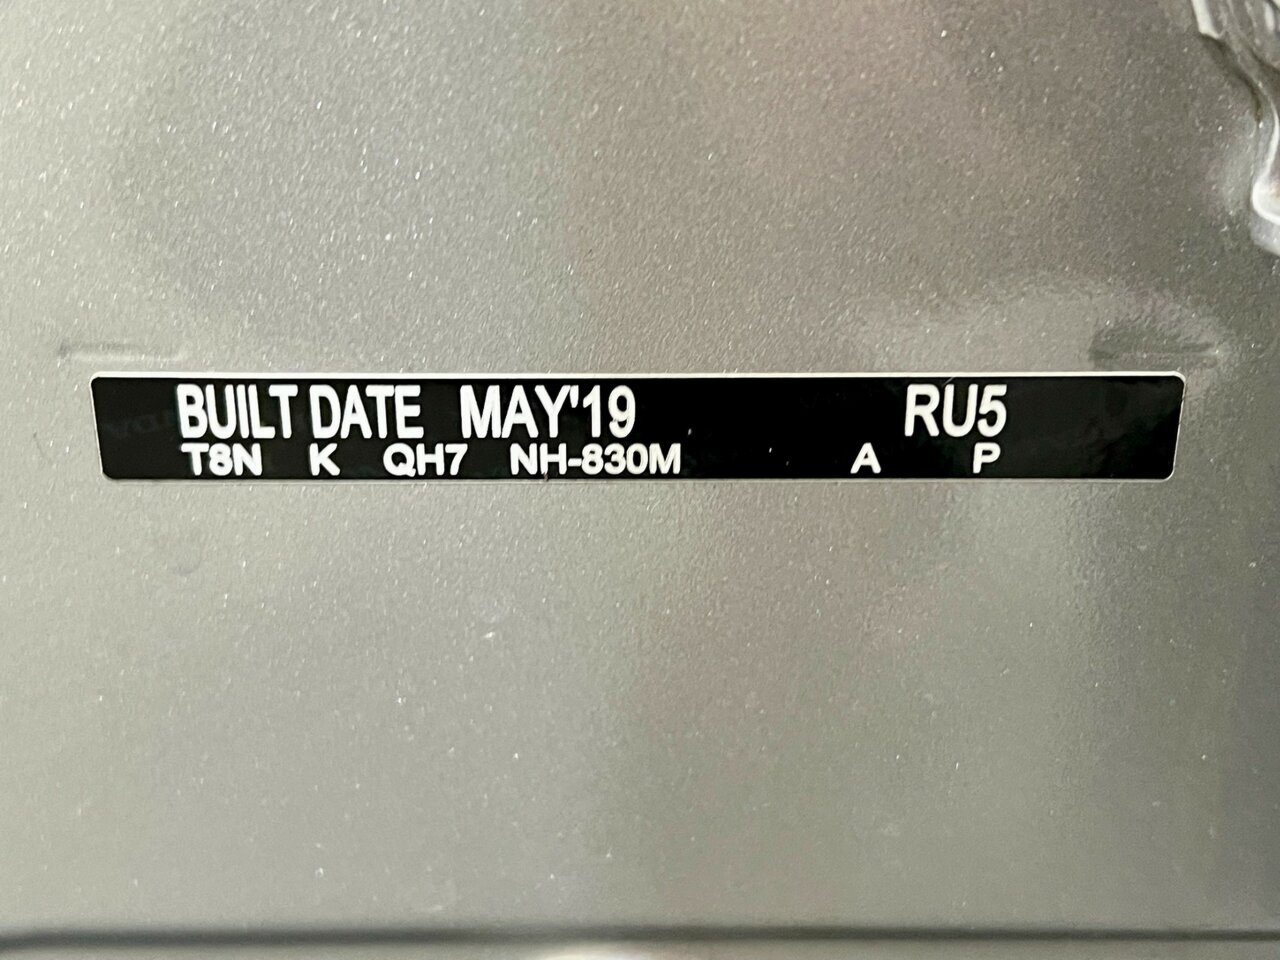 BUILT DATE MAY'19 RU5
T8N K QH7 NH-830M A P